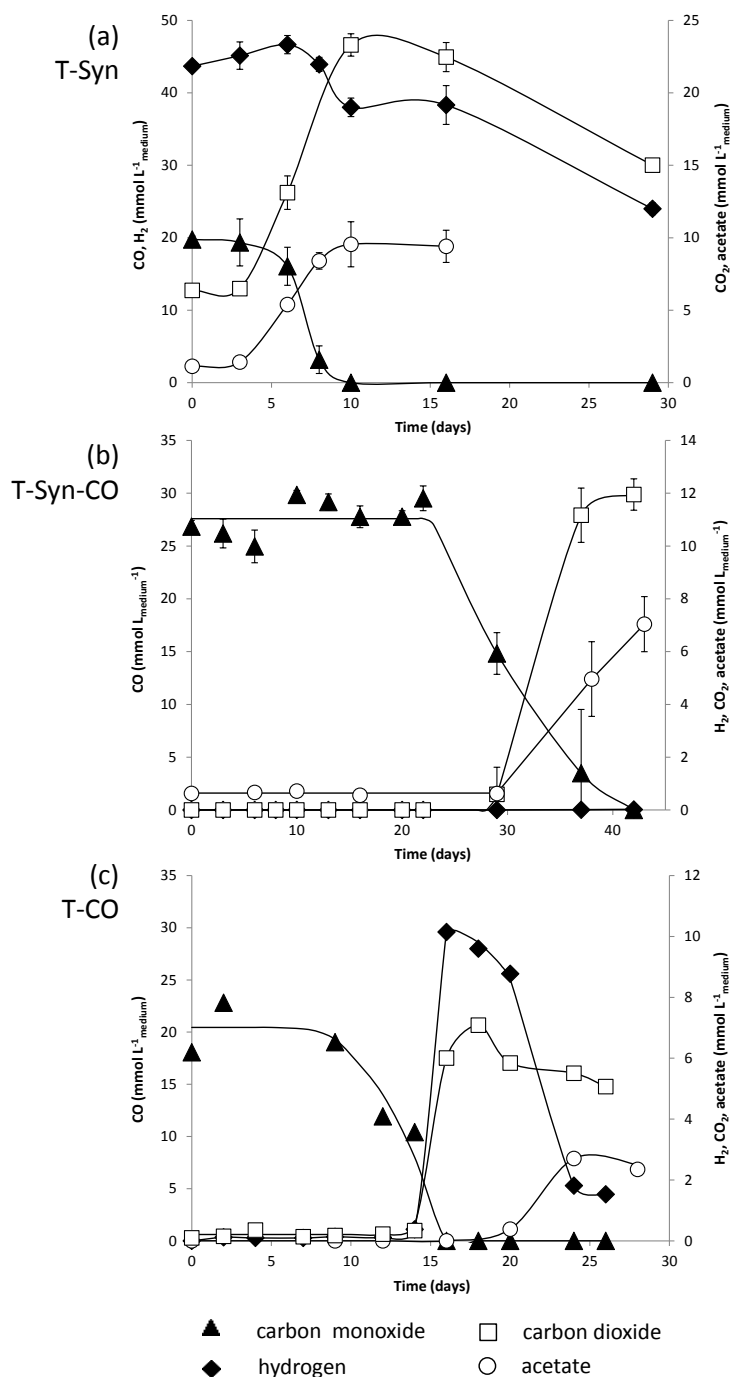 (a)
T-Syn
CO, H₂ (mmol L⁻¹medium)
50
40
30
20
10
0
25
20
15
10
5
0
CO₂, acetate (mmol L⁻¹medium)
0 5 10 15 20 25 30
Time (days)
(b)
T-Syn-CO
CO (mmol Lmedium⁻¹)
35
30
25
20
15
10
5
0
14
12
10
8
6
4
2
0
H₂, CO₂, acetate (mmol Lmedium⁻¹)
0 10 20 30 40
Time (days)
(c)
T-CO
CO (mmol L⁻¹medium)
35
30
25
20
15
10
5
0
12
10
8
6
4
2
0
H₂, CO₂, acetate (mmol L⁻¹medium)
0 5 10 15 20 25 30
Time (days)
carbon monoxide
carbon dioxide
hydrogen
acetate